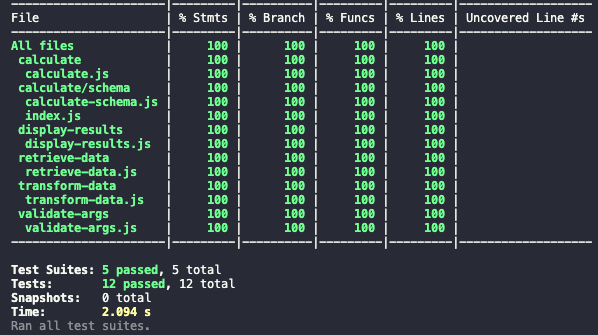 File | % Stmts | % Branch | % Funcs | % Lines | Uncovered Line #s
All files | 100 | 100 | 100 | 100 |
calculate | 100 | 100 | 100 | 100 |
calculate.js | 100 | 100 | 100 | 100 |
calculate/schema | 100 | 100 | 100 | 100 |
calculate-schema.js | 100 | 100 | 100 | 100 |
index.js | 100 | 100 | 100 | 100 |
display-results | 100 | 100 | 100 | 100 |
display-results.js | 100 | 100 | 100 | 100 |
retrieve-data | 100 | 100 | 100 | 100 |
retrieve-data.js | 100 | 100 | 100 | 100 |
transform-data | 100 | 100 | 100 | 100 |
transform-data.js | 100 | 100 | 100 | 100 |
validate-args | 100 | 100 | 100 | 100 |
validate-args.js | 100 | 100 | 100 | 100 |
Test Suites: 5 passed, 5 total
Tests: 12 passed, 12 total
Snapshots: 0 total
Time: 2.094 s
Ran all test suites.